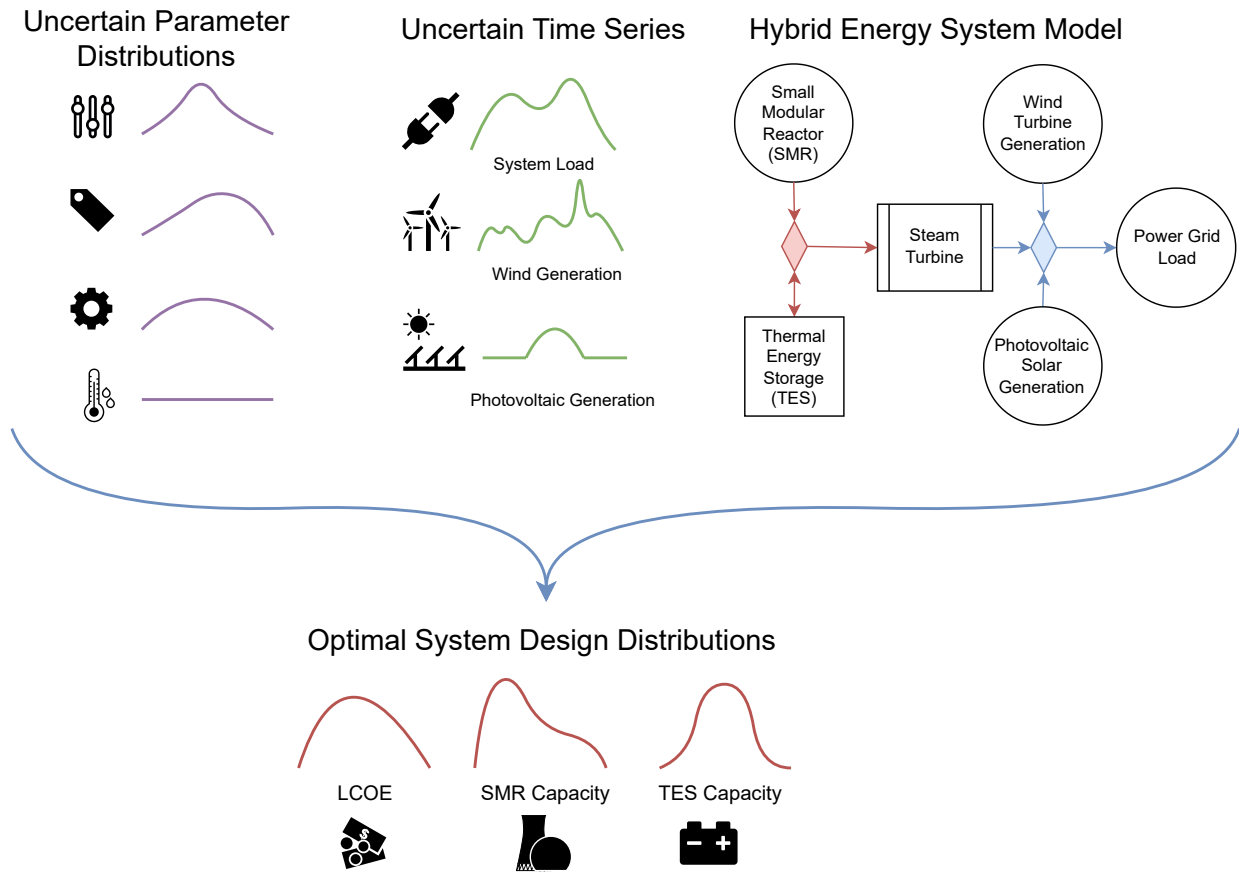 Uncertain Parameter
Distributions
Uncertain Time Series
System Load
Wind Generation
Photovoltaic Generation
Hybrid Energy System Model
Small
Modular
Reactor
(SMR)
Wind
Turbine
Generation
Steam
Turbine
Power Grid
Load
Thermal
Energy
Storage
(TES)
Photovoltaic
Solar
Generation
Optimal System Design Distributions
LCOE
SMR Capacity
TES Capacity
$